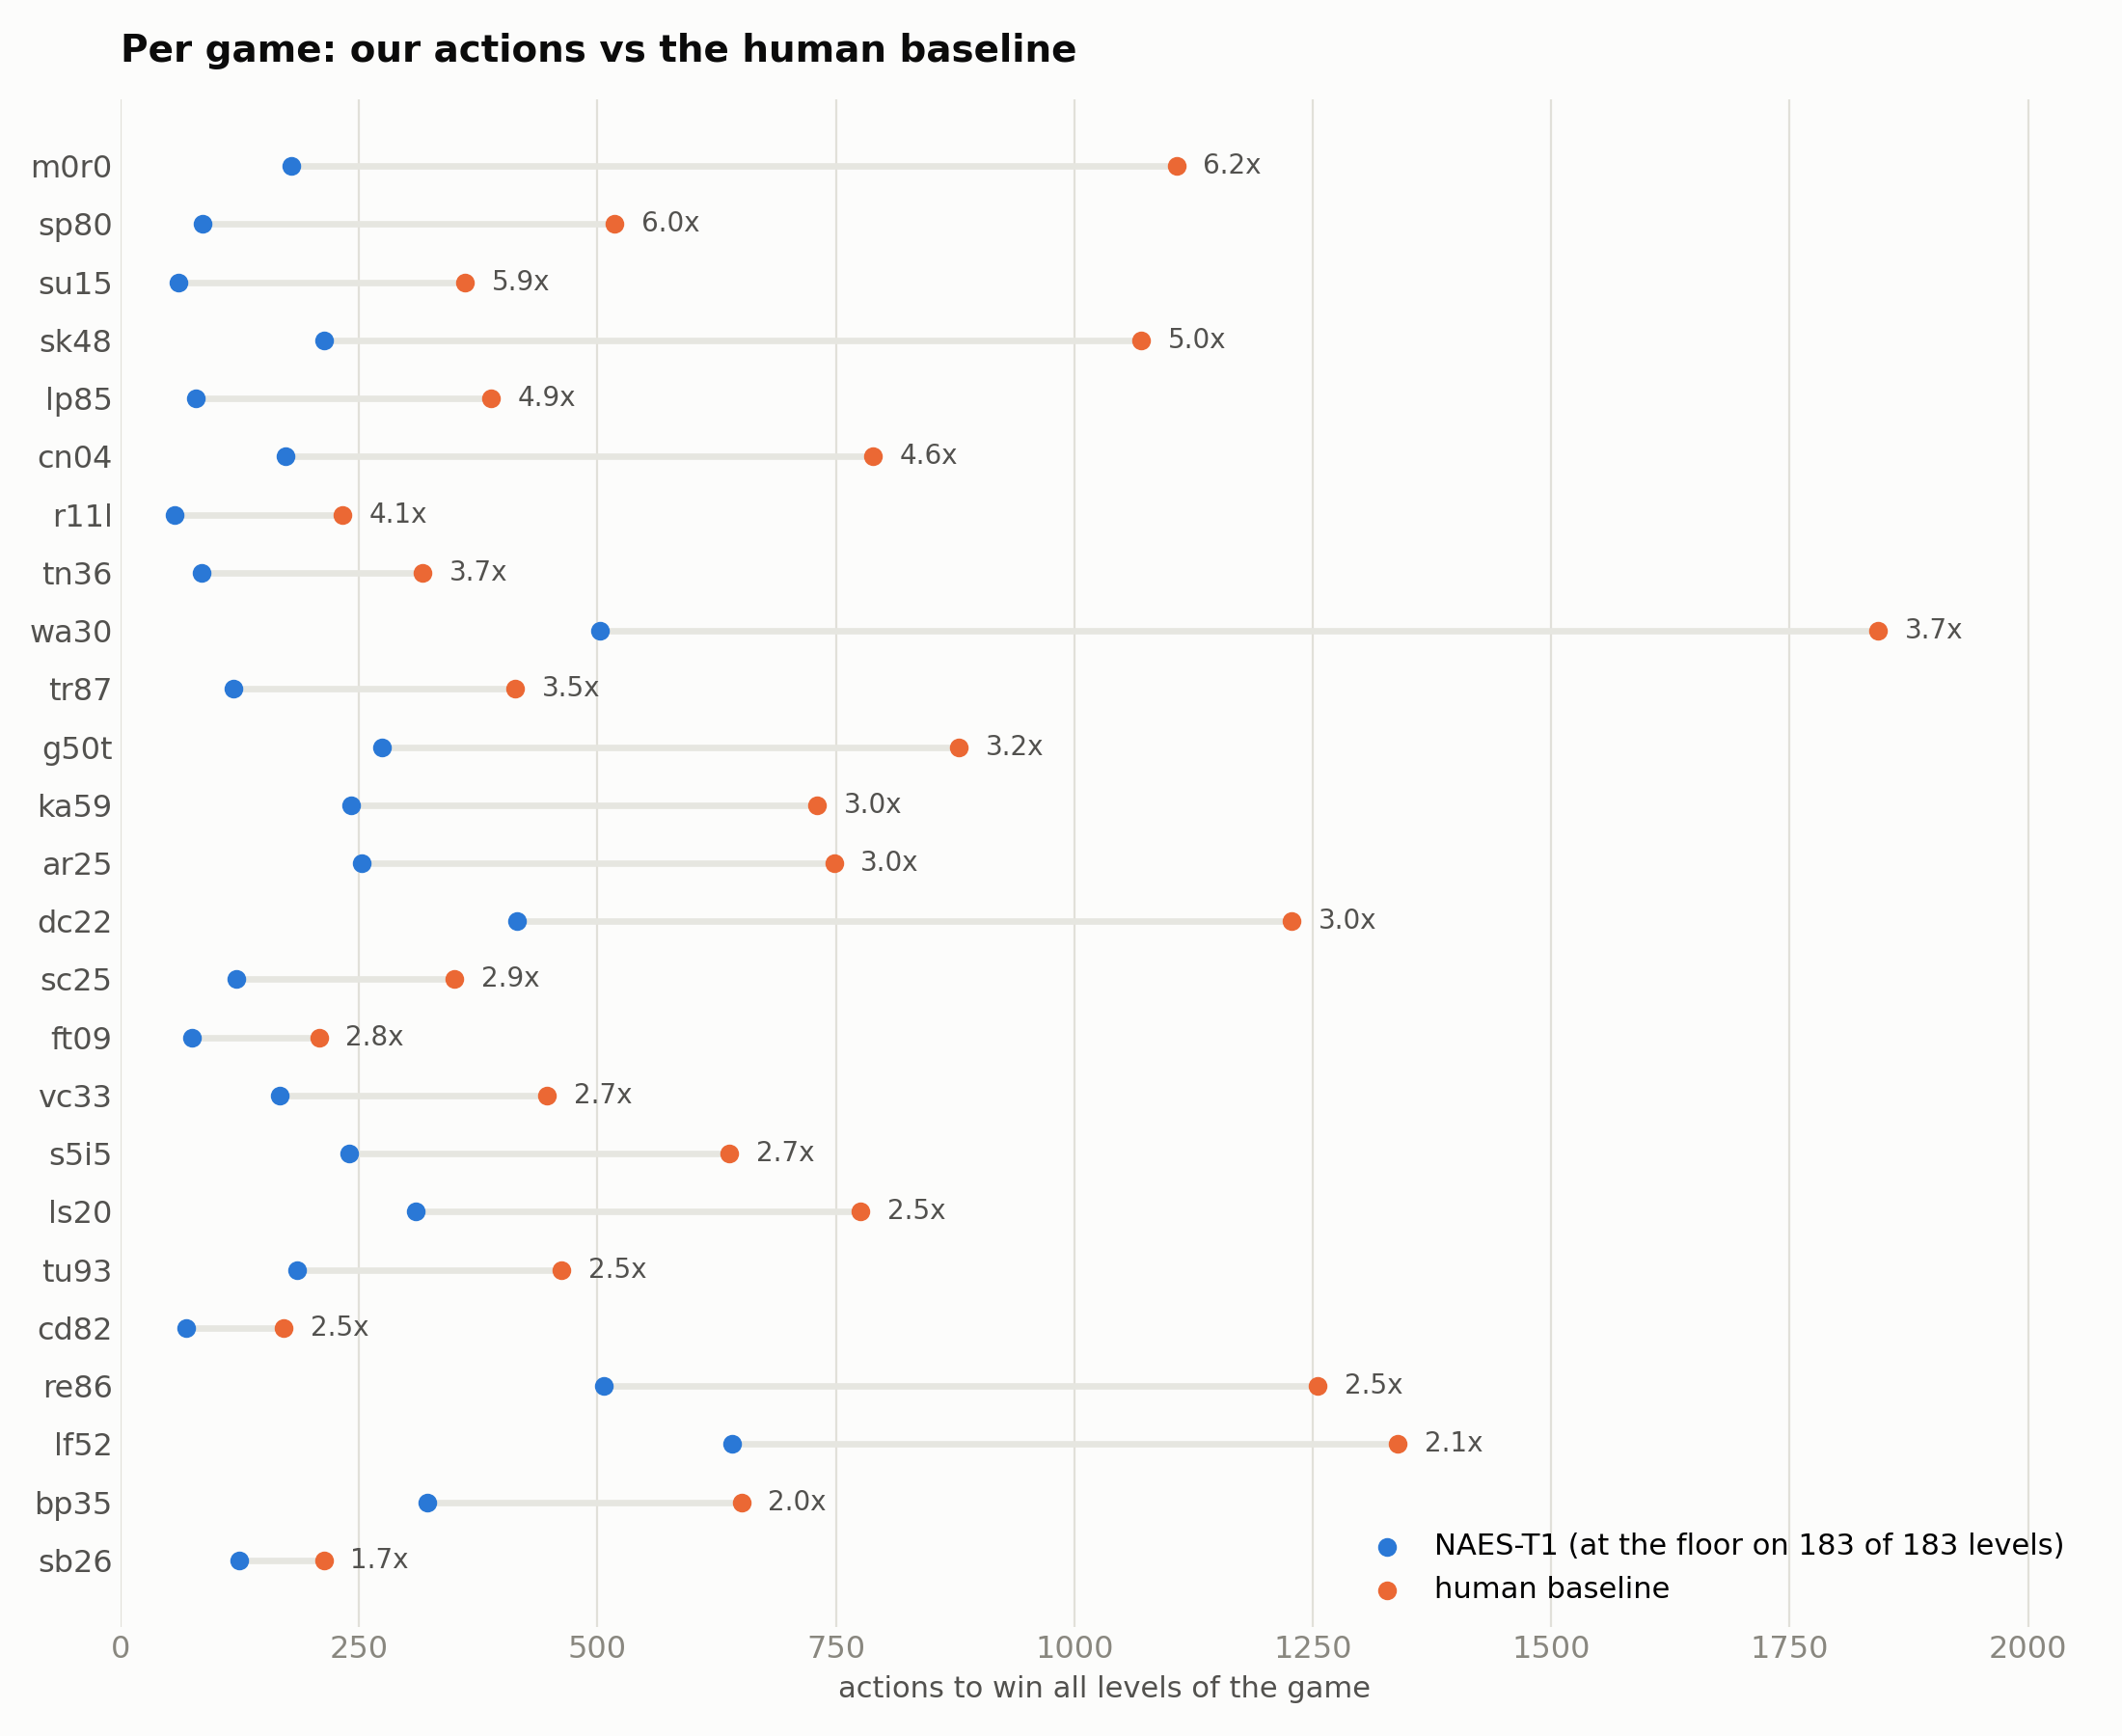 Per game: our actions vs the human baseline
m0r0 6.2x
sp80 6.0x
su15 5.9x
sk48 5.0x
lp85 4.9x
cn04 4.6x
r11l 4.1x
tn36 3.7x
wa30 3.7x
tr87 3.5x
g50t 3.2x
ka59 3.0x
ar25 3.0x
dc22 3.0x
sc25 2.9x
ft09 2.8x
vc33 2.7x
s5i5 2.7x
ls20 2.5x
tu93 2.5x
cd82 2.5x
re86 2.5x
lf52 2.1x
bp35 2.0x
sb26 1.7x
NAES-T1 (at the floor on 183 of 183 levels)
human baseline
0 250 500 750 1000 1250 1500 1750 2000
actions to win all levels of the game